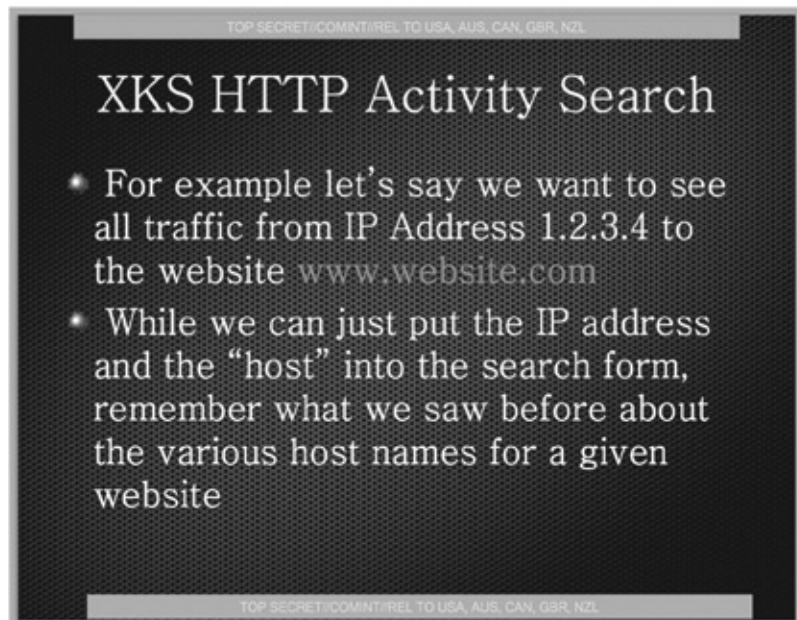 TOP SECRET//COMINT//REL TO USA, AUS, CAN, GBR, NZL
XKS HTTP Activity Search
For example let's say we want to see
all traffic from IP Address 1.2.3.4 to
the website www.website.com
While we can just put the IP address
and the “host” into the search form,
remember what we saw before about
the various host names for a given
website
TOP SECRET//COMINT//REL TO USA, AUS, CAN, GBR, NZL